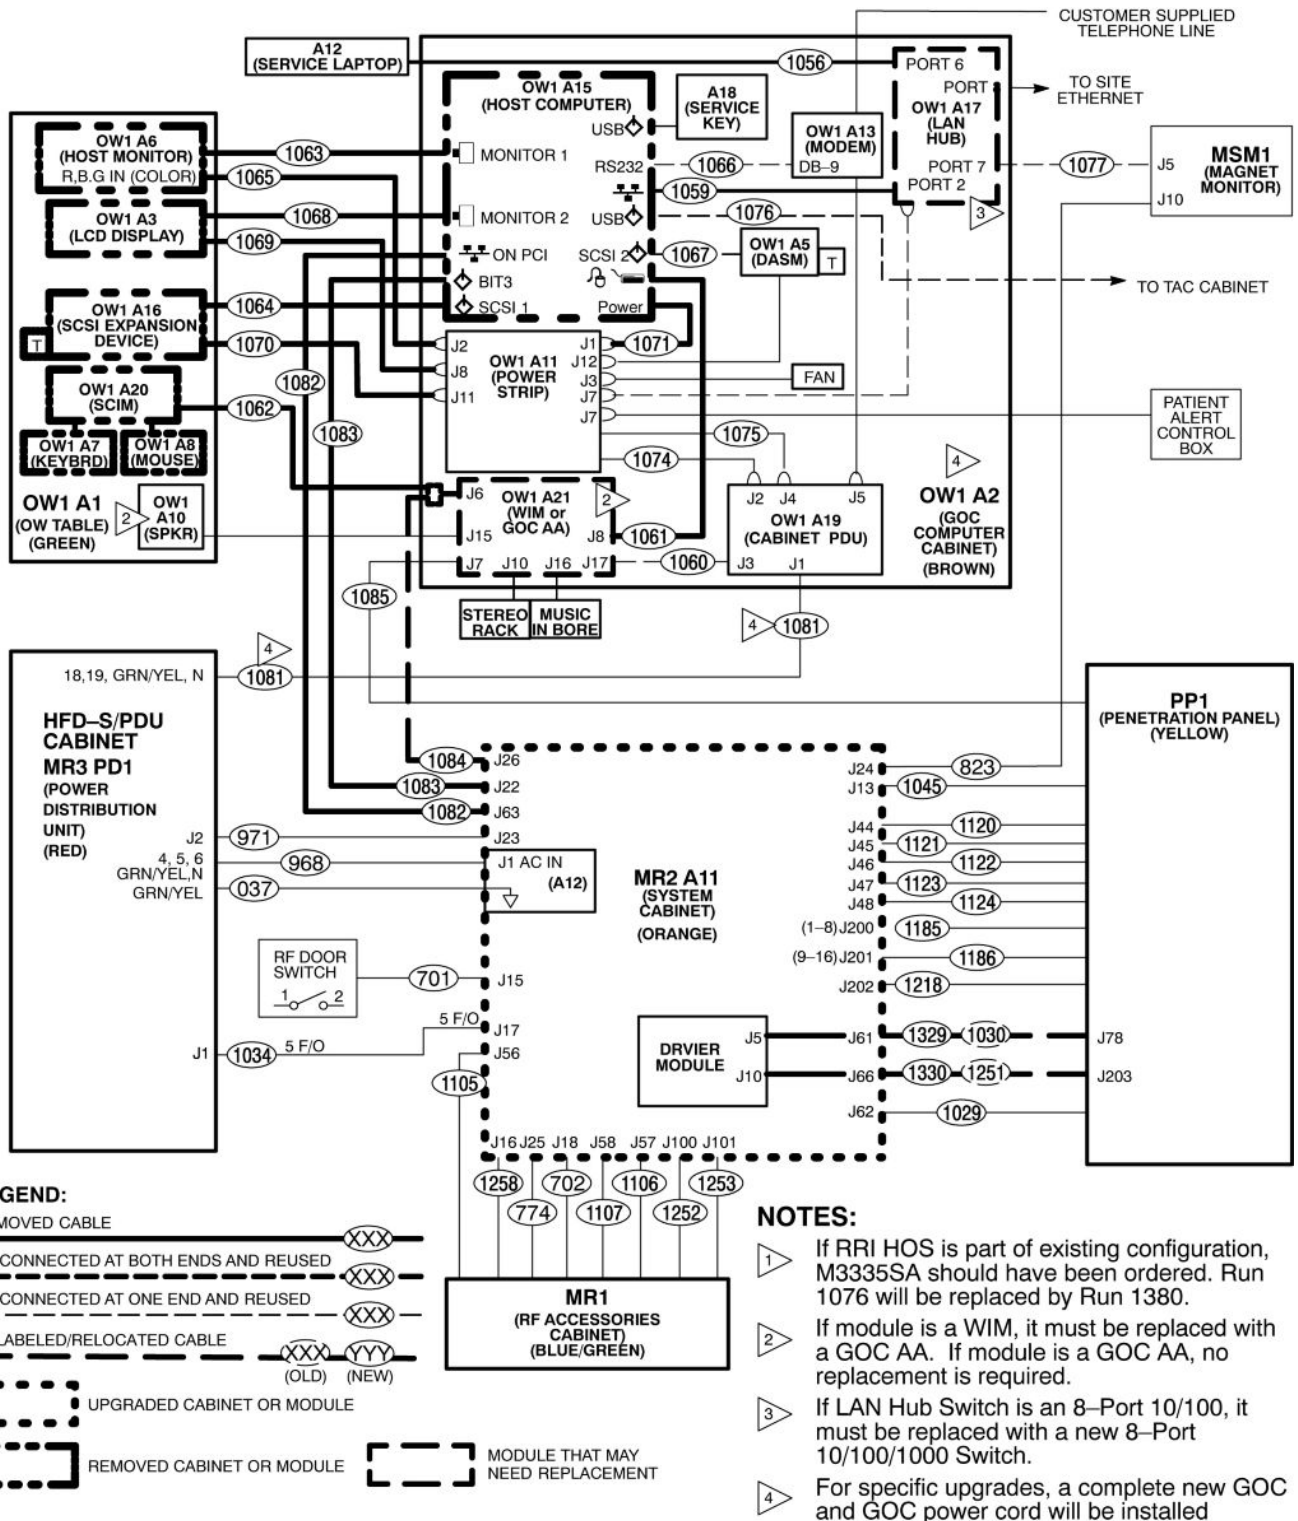 CUSTOMER SUPPLIED
TELEPHONE LINE
A12
(SERVICE LAPTOP)
1056
PORT 6
PORT
TO SITE
ETHERNET
OW1 A17
(LAN
HUB)
PORT 7
PORT 2
3
OW1 A15
(HOST COMPUTER)
USB
A18
(SERVICE
KEY)
OW1 A13
(MODEM)
DB–9
RS232
1066
1077
J5
MSM1
(MAGNET
MONITOR)
J10
OW1 A6
(HOST MONITOR)
R,B.G IN (COLOR)
1063
MONITOR 1
1065
1059
OW1 A3
(LCD DISPLAY)
1068
MONITOR 2
USB
1076
1069
ON PCI
SCSI 2
1067
OW1 A5
(DASM)
T
BIT3
TO TAC CABINET
OW1 A16
(SCSI EXPANSION
DEVICE)
T
1064
SCSI 1
Power
1070
J2
J8
J11
OW1 A11
(POWER
STRIP)
J1
J12
J3
J7
J7
1071
FAN
1082
OW1 A20
(SCIM)
1062
1083
1075
1074
PATIENT
ALERT
CONTROL
BOX
OW1 A7
(KEYBRD)
OW1 A8
(MOUSE)
OW1 A1
(OW TABLE)
(GREEN)
2
OW1
A10
(SPKR)
J6
OW1 A21
(WIM or
GOC AA)
2
J15
J8
1061
J7
J10
J16
J17
1060
J2
J4
J5
OW1 A19
(CABINET PDU)
J3
J1
4
OW1 A2
(GOC
COMPUTER
CABINET)
(BROWN)
1085
STEREO
RACK
MUSIC
IN BORE
4
1081
4
18,19, GRN/YEL, N
1081
HFD–S/PDU
CABINET
MR3 PD1
(POWER
DISTRIBUTION
UNIT)
(RED)
J2
971
4, 5, 6
GRN/YEL,N
968
GRN/YEL
037
RF DOOR
SWITCH
1 2
701
J1
1034
5 F/O
5 F/O
1105
1084
J26
1083
J22
1082
J63
J23
J1 AC IN
(A12)
J15
J17
J56
MR2 A11
(SYSTEM
CABINET)
(ORANGE)
DRVIER
MODULE
J5
J10
J24
823
J13
1045
J44
1120
J45
1121
J46
1122
J47
1123
J48
1124
(1–8)J200
1185
(9–16)J201
1186
J202
1218
J61
1329
1030
J78
J66
1330
1251
J203
J62
1029
PP1
(PENETRATION PANEL)
(YELLOW)
J16 J25 J18 J58 J57 J100 J101
1258
774
702
1107
1106
1252
1253
MR1
(RF ACCESSORIES
CABINET)
(BLUE/GREEN)
GEND:
MOVED CABLE
XXX
CONNECTED AT BOTH ENDS AND REUSED
XXX
CONNECTED AT ONE END AND REUSED
XXX
LABELED/RELOCATED CABLE
XXX YYY
(OLD) (NEW)
UPGRADED CABINET OR MODULE
REMOVED CABINET OR MODULE
MODULE THAT MAY
NEED REPLACEMENT
NOTES:
1 If RRI HOS is part of existing configuration,
M3335SA should have been ordered. Run
1076 will be replaced by Run 1380.
2 If module is a WIM, it must be replaced with
a GOC AA. If module is a GOC AA, no
replacement is required.
3 If LAN Hub Switch is an 8–Port 10/100, it
must be replaced with a new 8–Port
10/100/1000 Switch.
4 For specific upgrades, a complete new GOC
and GOC power cord will be installed